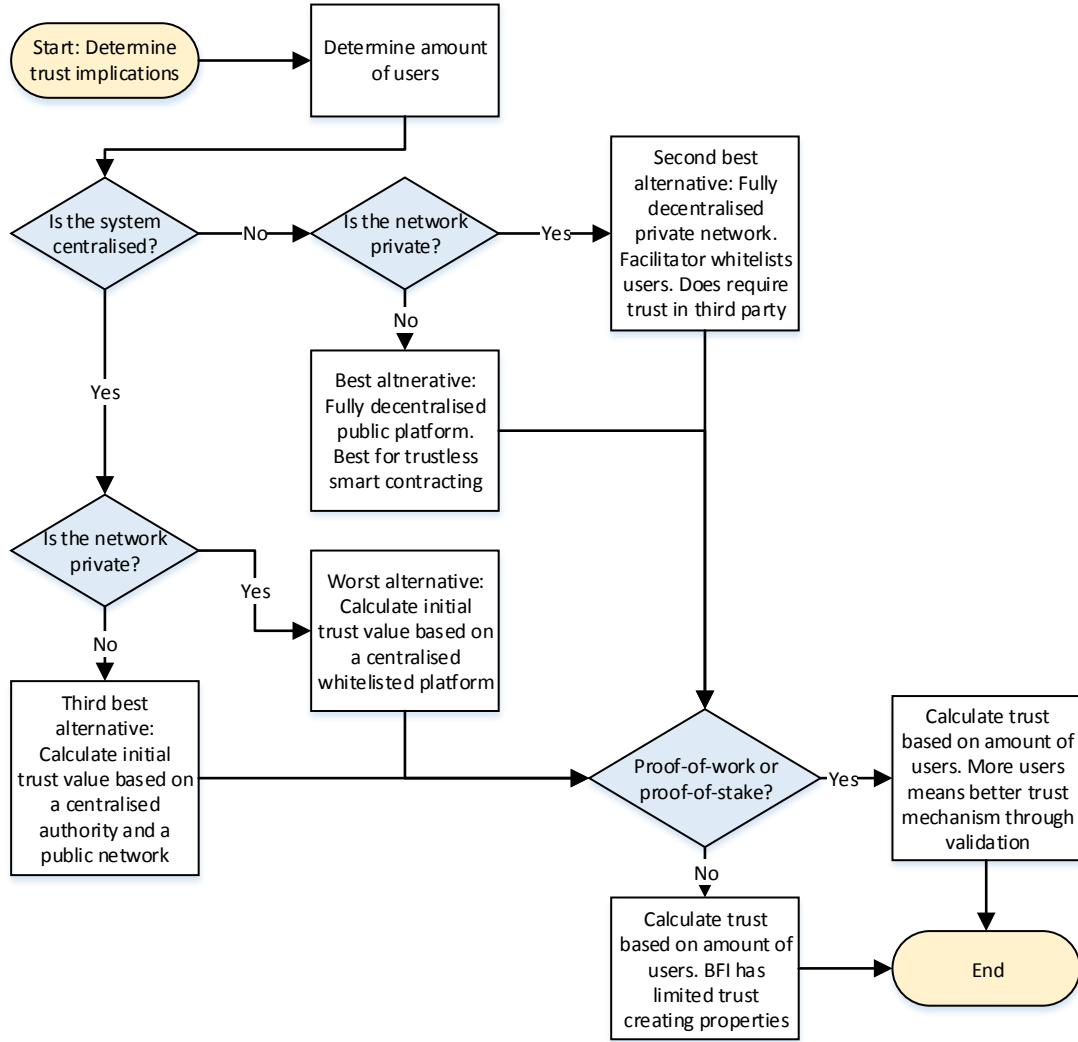 Start: Determine
trust implications
Determine amount
of users
Is the system
centralised?
No
Is the network
private?
Yes
Second best
alternative: Fully
decentralised
private network.
Facilitator whitelists
users. Does require
trust in third party
No
Best altnerative:
Fully decentralised
public platform.
Best for trustless
smart contracting
Yes
Is the network
private?
Yes
Worst alternative:
Calculate initial
trust value based on
a centralised
whitelisted platform
No
Third best
alternative:
Calculate initial
trust value based on
a centralised
authority and a
public network
Proof-of-work or
proof-of-stake?
Yes
Calculate trust
based on amount of
users. More users
means better trust
mechanism through
validation
No
Calculate trust
based on amount of
users. BFI has
limited trust
creating properties
End